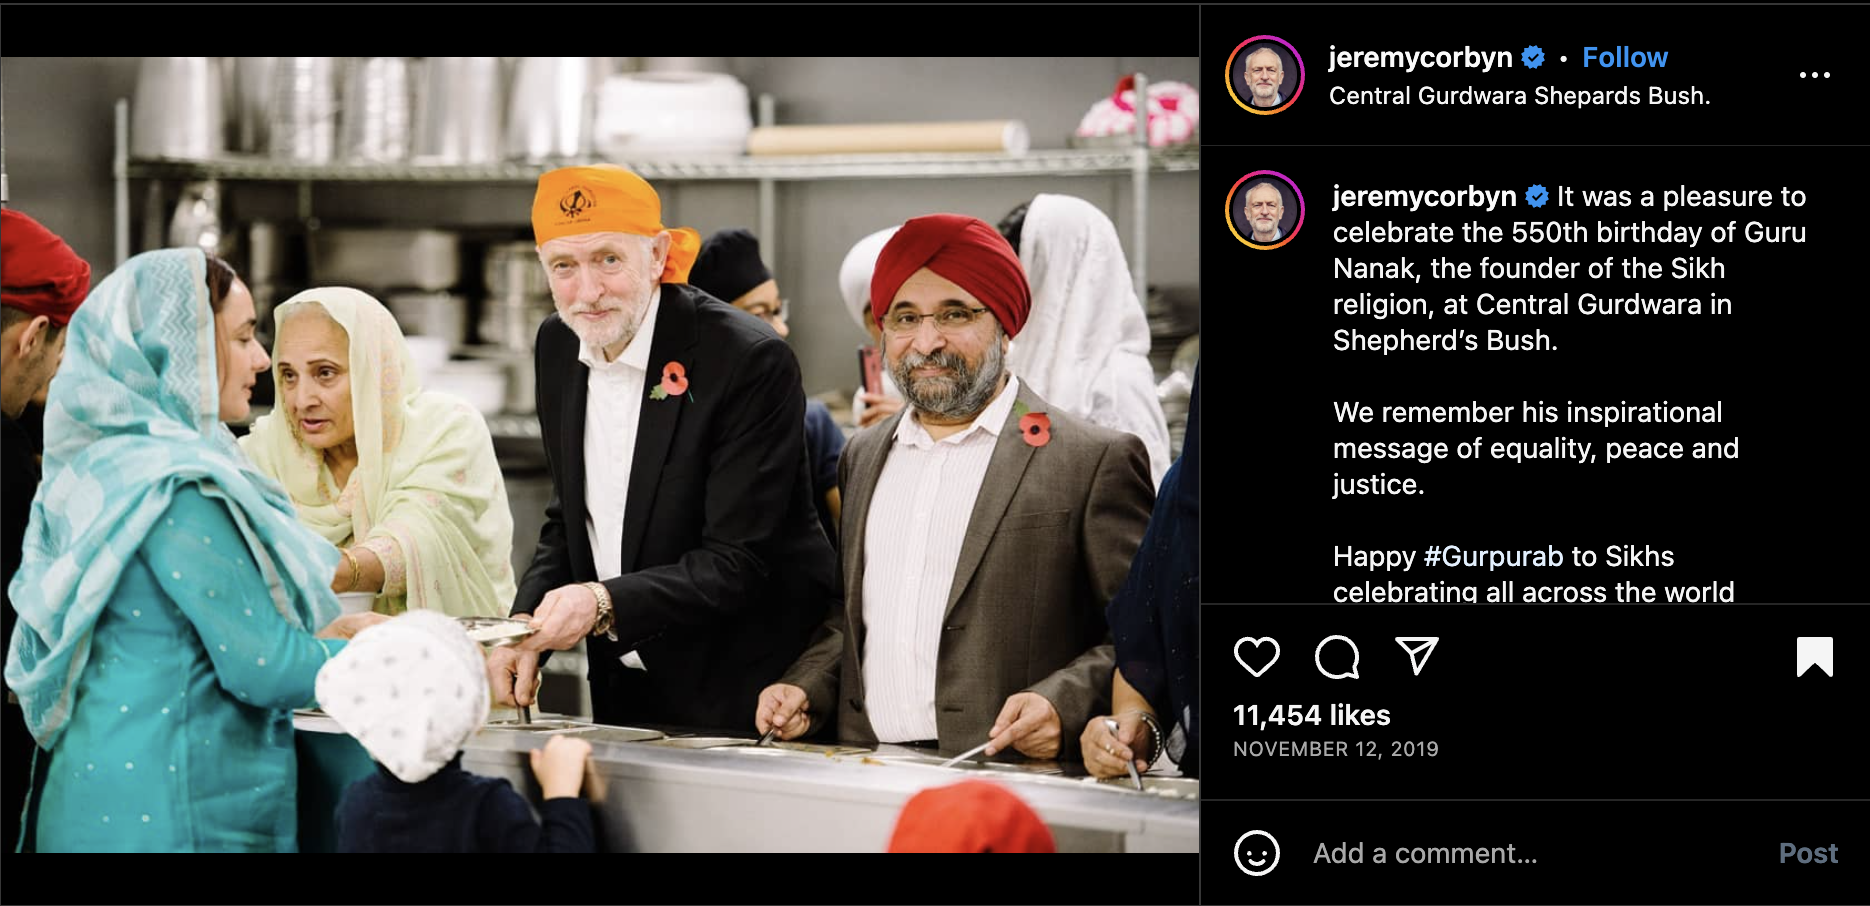 jeremycorbyn • Follow
Central Gurdwara Shepards Bush.
jeremycorbyn It was a pleasure to
celebrate the 550th birthday of Guru
Nanak, the founder of the Sikh
religion, at Central Gurdwara in
Shepherd’s Bush.
We remember his inspirational
message of equality, peace and
justice.
Happy #Gurpurab to Sikhs
celebrating all across the world
11,454 likes
NOVEMBER 12, 2019
Add a comment...
Post